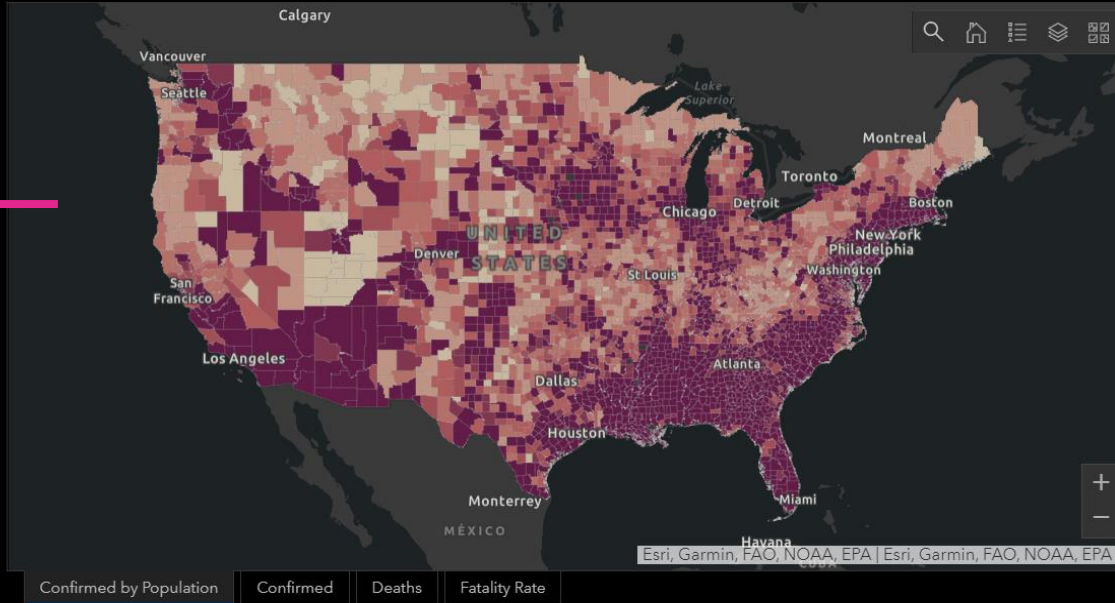 Calgary
Vancouver
Seattle
Lake
Superior
Montreal
Toronto
Chicago
Detroit
Boston
UNITED
STATES
New York
Philadelphia
Denver
St Louis
Washington
San
Francisco
Los Angeles
Atlanta
Dallas
Houston
Monterrey
Miami
MÉXICO
Havana
CUBA
Esri, Garmin, FAO, NOAA, EPA | Esri, Garmin, FAO, NOAA, EPA
Confirmed by Population
Confirmed
Deaths
Fatality Rate